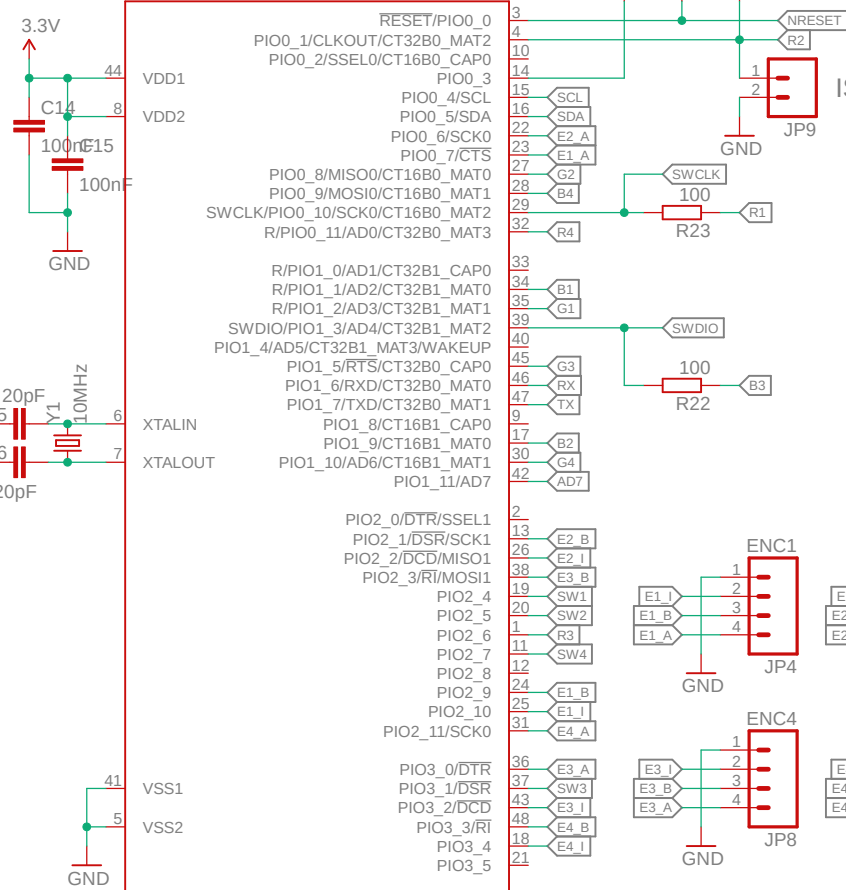 3.3V
C14
100nF
C15
100nF
GND
44 VDD1
8 VDD2
20pF
Y1
10MHz
6 XTALIN
7 XTALOUT
20pF
41 VSS1
5 VSS2
GND
RESET/PIO0_0 3 NRESET
PIO0_1/CLKOUT/CT32B0_MAT2 4 R2
PIO0_2/SSEL0/CT16B0_CAP0 10
PIO0_3 14
PIO0_4/SCL 15 SCL
PIO0_5/SDA 16 SDA
PIO0_6/SCK0 22 E2_A
PIO0_7/CTS 23 E1_A
PIO0_8/MISO0/CT16B0_MAT0 27 G2
PIO0_9/MOSI0/CT16B0_MAT1 28 B4
SWCLK/PIO0_10/SCK0/CT16B0_MAT2 29
R/PIO0_11/AD0/CT32B0_MAT3 32 R4
R/PIO1_0/AD1/CT32B1_CAP0 33
R/PIO1_1/AD2/CT32B1_MAT0 34 B1
R/PIO1_2/AD3/CT32B1_MAT1 35 G1
SWDIO/PIO1_3/AD4/CT32B1_MAT2 39
PIO1_4/AD5/CT32B1_MAT3/WAKEUP 40
PIO1_5/RTS/CT32B0_CAP0 45 G3
PIO1_6/RXD/CT32B0_MAT0 46 RX
PIO1_7/TXD/CT32B0_MAT1 47 TX
PIO1_8/CT16B1_CAP0 9
PIO1_9/CT16B1_MAT0 17 B2
PIO1_10/AD6/CT16B1_MAT1 30 G4
PIO1_11/AD7 42 AD7
PIO2_0/DTR/SSEL1 2
PIO2_1/DSR/SCK1 13 E2_B
PIO2_2/DCD/MISO1 26 E2_I
PIO2_3/RI/MOSI1 38 E3_B
PIO2_4 19 SW1
PIO2_5 20 SW2
PIO2_6 1 R3
PIO2_7 11 SW4
PIO2_8 12
PIO2_9 24 E1_B
PIO2_10 25 E1_I
PIO2_11/SCK0 31 E4_A
PIO3_0/DTR 36 E3_A
PIO3_1/DSR 37 SW3
PIO3_2/DCD 43 E3_I
PIO3_3/RI 48 E4_B
PIO3_4 18 E4_I
PIO3_5 21
1
2
JP9
GND
SWCLK
100
R23
R1
SWDIO
100
R22
B3
ENC1
1
E1_I 2
E1_B 3
E1_A 4
JP4
GND
ENC4
1
E3_I 2
E3_B 3
E3_A 4
JP8
GND